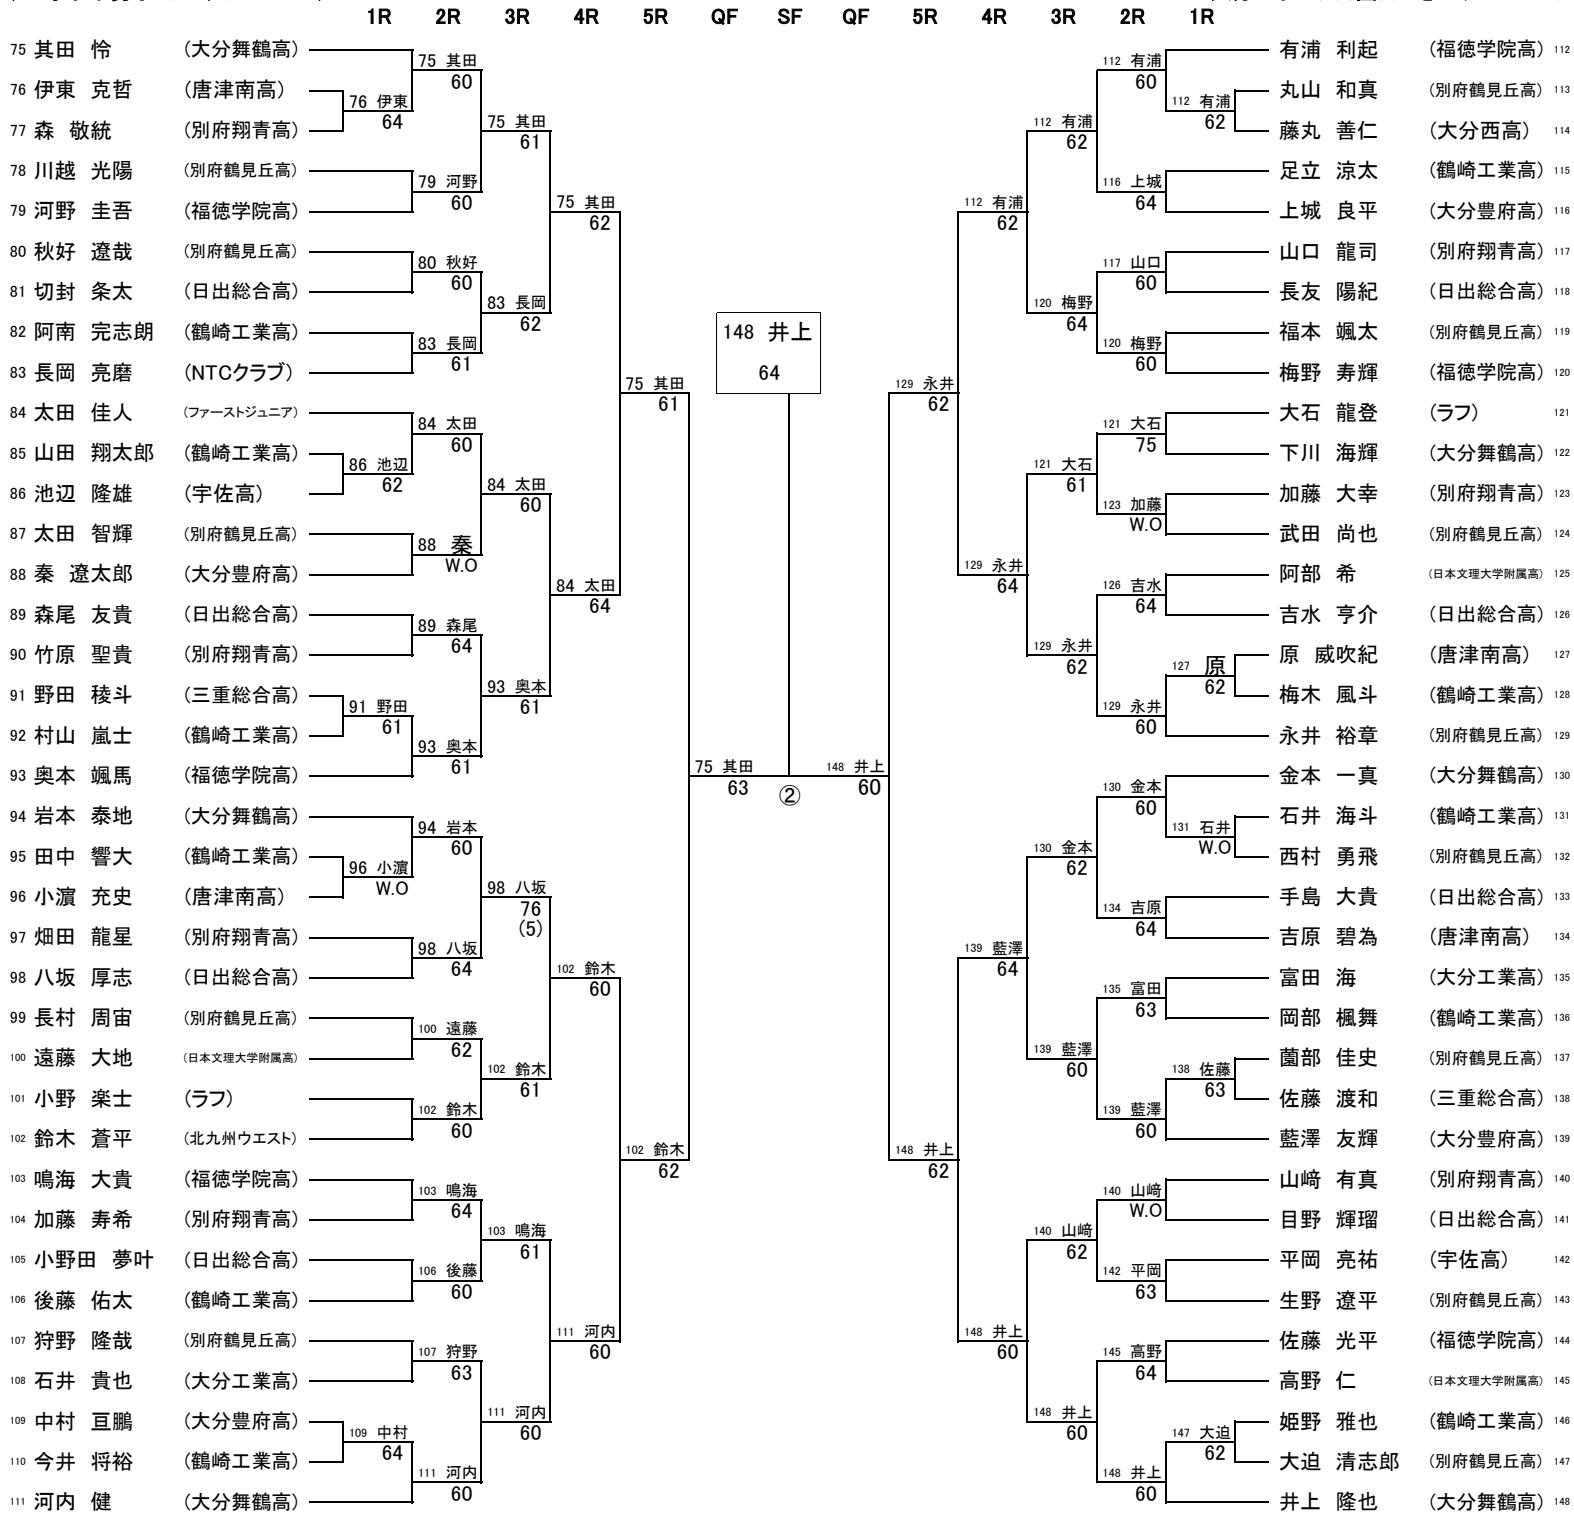 1R 2R 3R 4R 5R QF SF QF 5R 4R 3R 2R 1R
75 其田 怜 (大分舞鶴高)
76 伊東 克哲 (唐津南高)
77 森 敬統 (別府翔青高)
78 川越 光陽 (別府鶴見丘高)
79 河野 圭吾 (福徳学院高)
80 秋好 遼哉 (別府鶴見丘高)
81 切封 条太 (日出総合高)
82 阿南 完志朗 (鶴崎工業高)
83 長岡 亮磨 (NTCクラブ)
84 太田 佳人 (ファーストジュニア)
85 山田 翔太郎 (鶴崎工業高)
86 池辺 隆雄 (宇佐高)
87 太田 智輝 (別府鶴見丘高)
88 秦 遼太郎 (大分豊府高)
89 森尾 友貴 (日出総合高)
90 竹原 聖貴 (別府翔青高)
91 野田 稜斗 (三重総合高)
92 村山 嵐士 (鶴崎工業高)
93 奥本 颯馬 (福徳学院高)
94 岩本 泰地 (大分舞鶴高)
95 田中 響大 (鶴崎工業高)
96 小濵 充史 (唐津南高)
97 畑田 龍星 (別府翔青高)
98 八坂 厚志 (日出総合高)
99 長村 周宙 (別府鶴見丘高)
100 遠藤 大地 (日本文理大学附属高)
101 小野 楽士 (ラフ)
102 鈴木 蒼平 (北九州ウエスト)
103 鳴海 大貴 (福徳学院高)
104 加藤 寿希 (別府翔青高)
105 小野田 夢叶 (日出総合高)
106 後藤 佑太 (鶴崎工業高)
107 狩野 隆哉 (別府鶴見丘高)
108 石井 貴也 (大分工業高)
109 中村 亘鵬 (大分豊府高)
110 今井 将裕 (鶴崎工業高)
111 河内 健 (大分舞鶴高)
76 伊東
64
86 池辺
62
91 野田
61
96 小濵
W.O
109 中村
64
75 其田
60
79 河野
60
80 秋好
60
83 長岡
61
84 太田
60
88 秦
W.O
89 森尾
64
93 奥本
61
94 岩本
60
98 八坂
64
100 遠藤
62
102 鈴木
60
103 鳴海
64
106 後藤
60
107 狩野
63
111 河内
60
75 其田
61
83 長岡
62
84 太田
60
93 奥本
61
98 八坂
76
(5)
102 鈴木
61
103 鳴海
61
111 河内
60
75 其田
62
84 太田
64
102 鈴木
60
111 河内
60
75 其田
61
102 鈴木
62
75 其田
63
148 井上
64
②
148 井上
60
129 永井
62
148 井上
62
112 有浦
62
129 永井
64
139 藍澤
64
148 井上
60
112 有浦
62
120 梅野
64
121 大石
61
129 永井
62
130 金本
62
139 藍澤
60
140 山﨑
62
148 井上
60
112 有浦
60
116 上城
64
117 山口
60
120 梅野
60
121 大石
75
123 加藤
W.O
126 吉水
64
129 永井
60
130 金本
60
134 吉原
64
135 富田
63
139 藍澤
60
140 山﨑
W.O
142 平岡
63
145 高野
64
148 井上
60
112 有浦
62
127 原
62
131 石井
W.O
138 佐藤
63
147 大迫
62
有浦 利起 (福徳学院高) 112
丸山 和真 (別府鶴見丘高) 113
藤丸 善仁 (大分西高) 114
足立 涼太 (鶴崎工業高) 115
上城 良平 (大分豊府高) 116
山口 龍司 (別府翔青高) 117
長友 陽紀 (日出総合高) 118
福本 颯太 (別府鶴見丘高) 119
梅野 寿輝 (福徳学院高) 120
大石 龍登 (ラフ) 121
下川 海輝 (大分舞鶴高) 122
加藤 大幸 (別府翔青高) 123
武田 尚也 (別府鶴見丘高) 124
阿部 希 (日本文理大学附属高) 125
吉水 亨介 (日出総合高) 126
原 威吹紀 (唐津南高) 127
梅木 風斗 (鶴崎工業高) 128
永井 裕章 (別府鶴見丘高) 129
金本 一真 (大分舞鶴高) 130
石井 海斗 (鶴崎工業高) 131
西村 勇飛 (別府鶴見丘高) 132
手島 大貴 (日出総合高) 133
吉原 碧為 (唐津南高) 134
富田 海 (大分工業高) 135
岡部 楓舞 (鶴崎工業高) 136
薗部 佳史 (別府鶴見丘高) 137
佐藤 渡和 (三重総合高) 138
藍澤 友輝 (大分豊府高) 139
山﨑 有真 (別府翔青高) 140
目野 輝瑠 (日出総合高) 141
平岡 亮祐 (宇佐高) 142
生野 遼平 (別府鶴見丘高) 143
佐藤 光平 (福徳学院高) 144
高野 仁 (日本文理大学附属高) 145
姫野 雅也 (鶴崎工業高) 146
大迫 清志郎 (別府鶴見丘高) 147
井上 隆也 (大分舞鶴高) 148